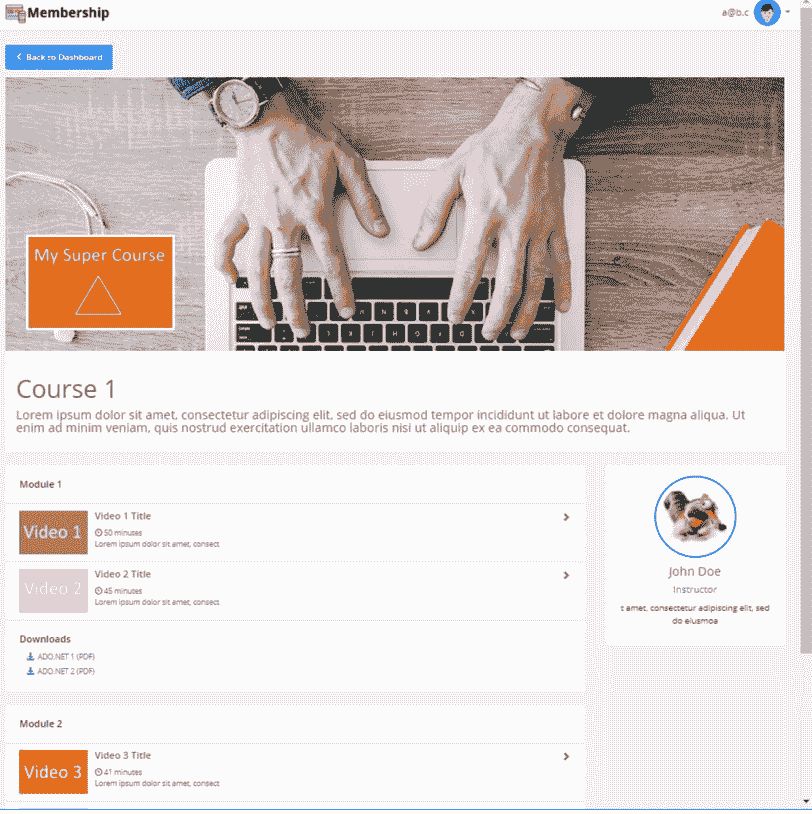 Membership
a@b.c
Back to Dashboard
My Super Course
Course 1
Lorem ipsum dolor sit amet, consectetur adipiscing elit, sed do eiusmod tempor incididunt ut labore et dolore magna aliqua. Ut
enim ad minim veniam, quis nostrud exercitation ullamco laboris nisi ut aliquip ex ea commodo consequat.
Module 1
Video 1
Video 1 Title
50 minutes
Lorem ipsum dolor sit amet, consect
Video 2
Video 2 Title
45 minutes
Lorem ipsum dolor sit amet, consect
Downloads
ADO.NET 1 (PDF)
ADO.NET 2 (PDF)
Module 2
Video 3
Video 3 Title
41 minutes
Lorem ipsum dolor sit amet, consect
John Doe
Instructor
t amet, consectetur adipiscing elit, sed
do eiusmoa